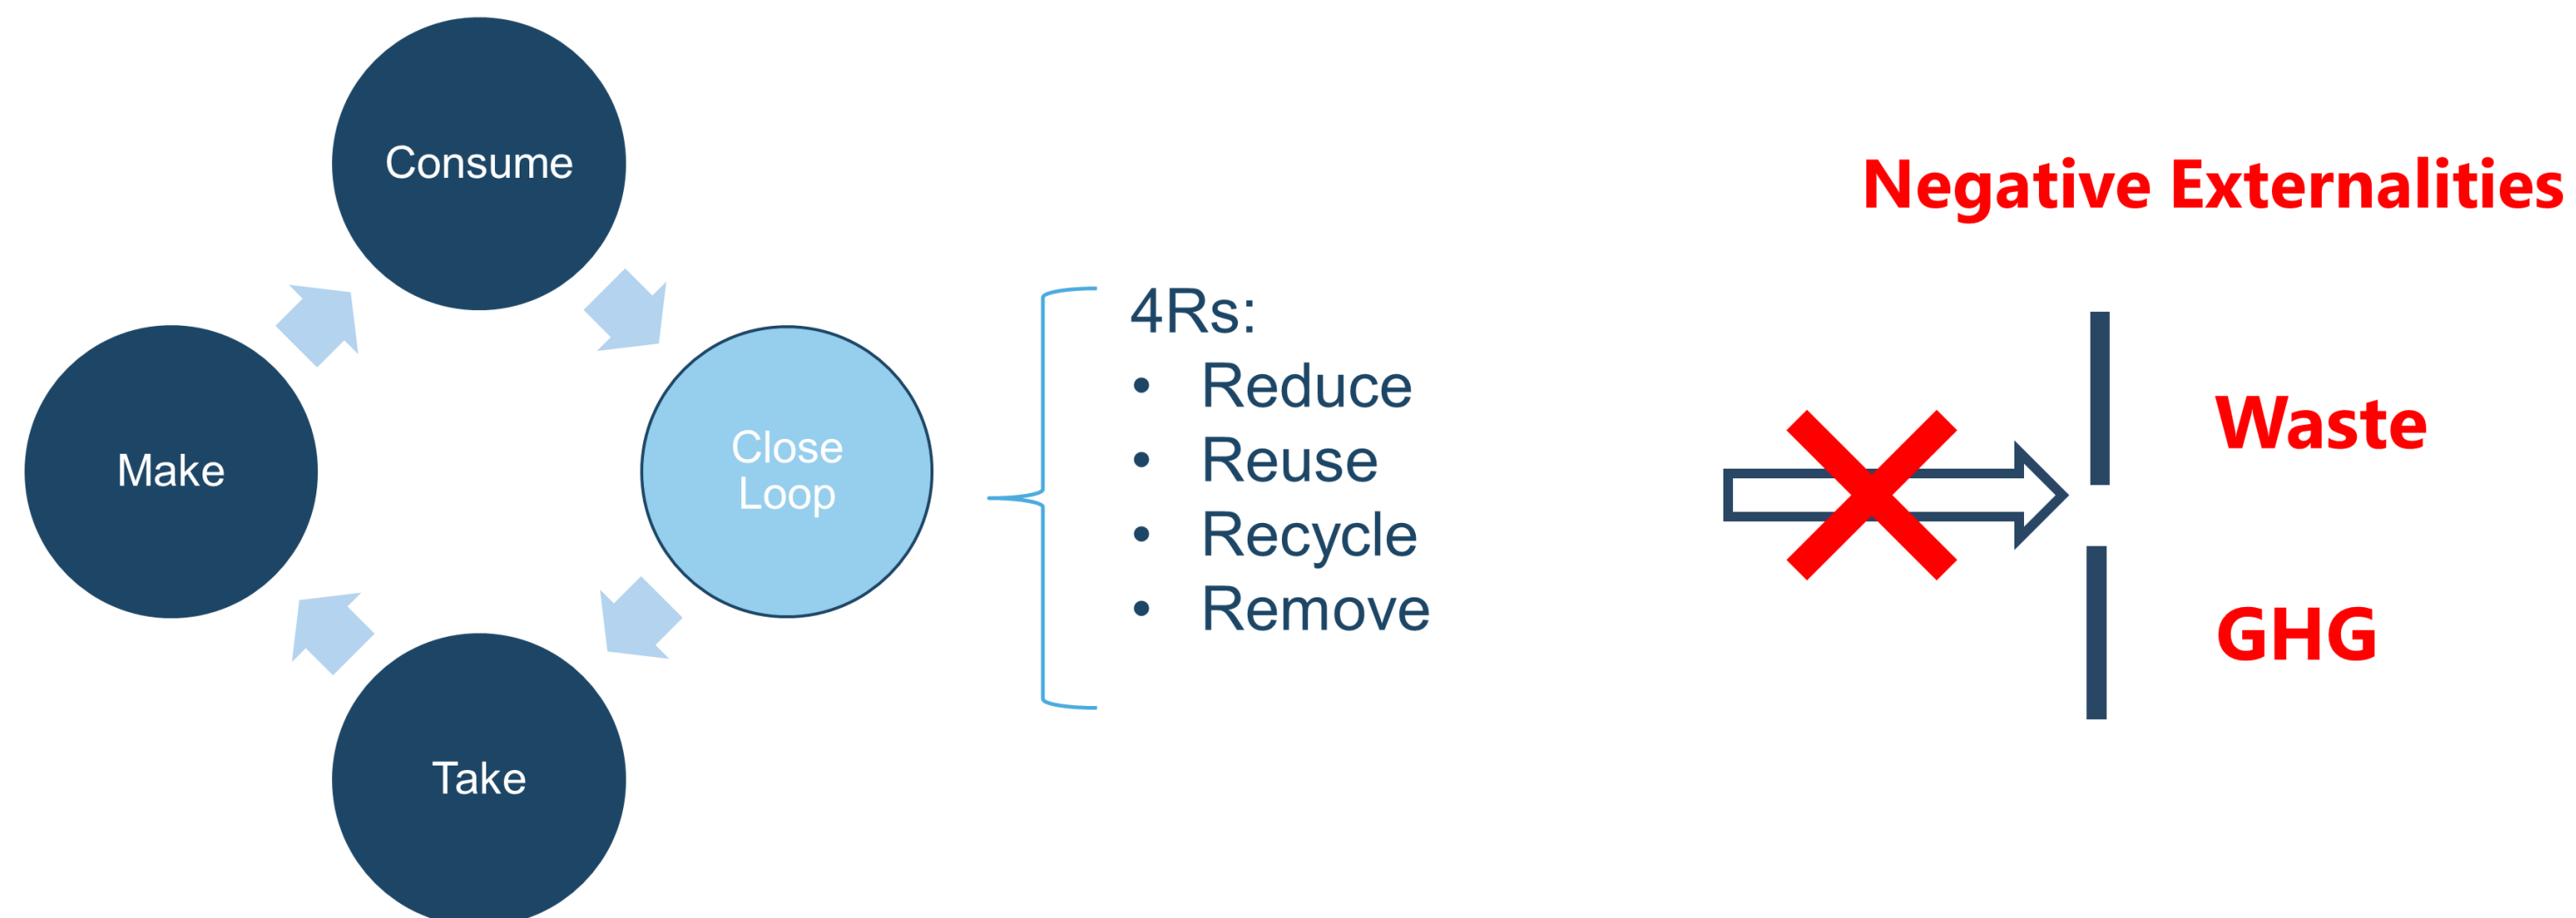 Consume
Make
Close
Loop
Take
4Rs:
• Reduce
• Reuse
• Recycle
• Remove
Negative Externalities
Waste
GHG